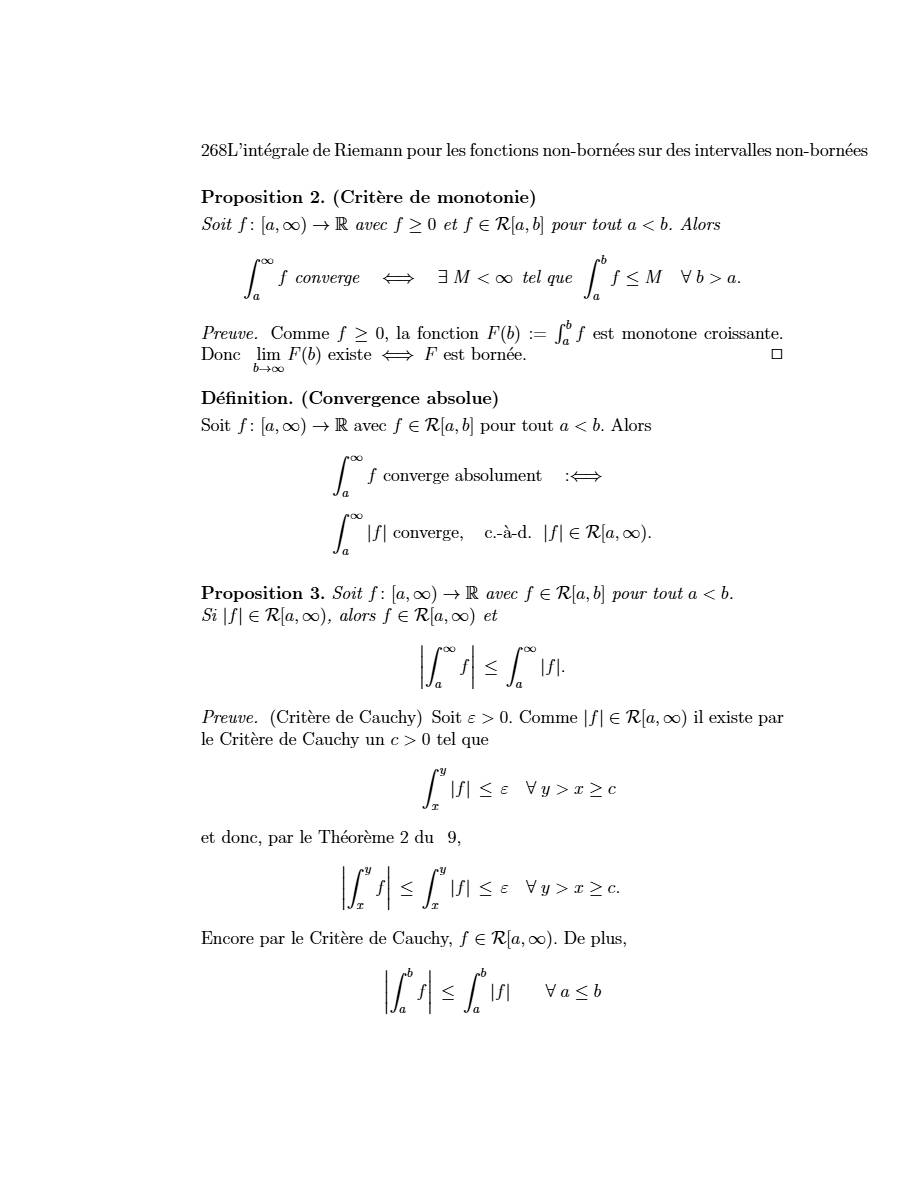 268L'intégrale de Riemann pour les fonctions non-bornées sur des intervalles non-bornées
Proposition 2. (Critère de monotonie)
Soit f : [a, ∞) → ℝ avec f ≥ 0 et f ∈ 𝓡[a, b] pour tout a < b. Alors
∫_a^∞ f converge ⟺ ∃ M < ∞ tel que ∫_a^b f ≤ M ∀ b > a.
Preuve. Comme f ≥ 0, la fonction F(b) := ∫_a^b f est monotone croissante.
Donc lim_{b→∞} F(b) existe ⟺ F est bornée. □
Définition. (Convergence absolue)
Soit f : [a, ∞) → ℝ avec f ∈ 𝓡[a, b] pour tout a < b. Alors
∫_a^∞ f converge absolument :⟺
∫_a^∞ |f| converge, c.-à-d. |f| ∈ 𝓡[a, ∞).
Proposition 3. Soit f : [a, ∞) → ℝ avec f ∈ 𝓡[a, b] pour tout a < b.
Si |f| ∈ 𝓡[a, ∞), alors f ∈ 𝓡[a, ∞) et
|∫_a^∞ f| ≤ ∫_a^∞ |f|.
Preuve. (Critère de Cauchy) Soit ε > 0. Comme |f| ∈ 𝓡[a, ∞) il existe par
le Critère de Cauchy un c > 0 tel que
∫_x^y |f| ≤ ε ∀ y > x ≥ c
et donc, par le Théorème 2 du 9,
|∫_x^y f| ≤ ∫_x^y |f| ≤ ε ∀ y > x ≥ c.
Encore par le Critère de Cauchy, f ∈ 𝓡[a, ∞). De plus,
|∫_a^b f| ≤ ∫_a^b |f| ∀ a ≤ b